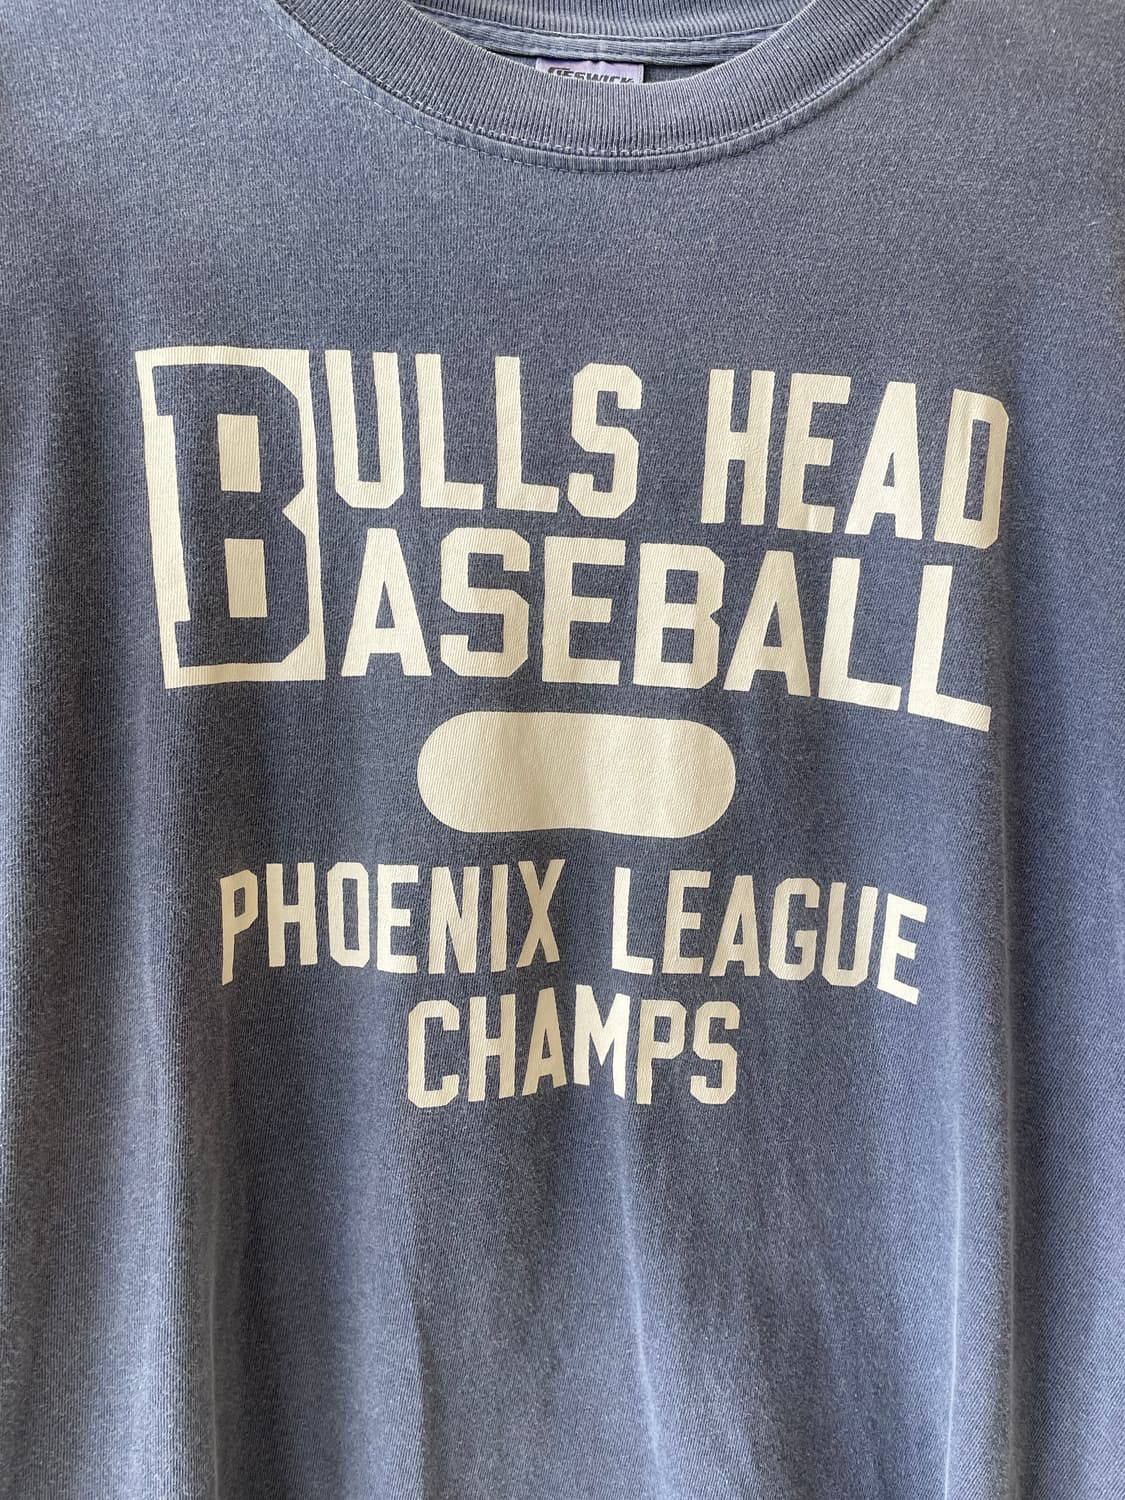 BULLS HEAD
BASEBALL
PHOENIX LEAGUE
CHAMPS